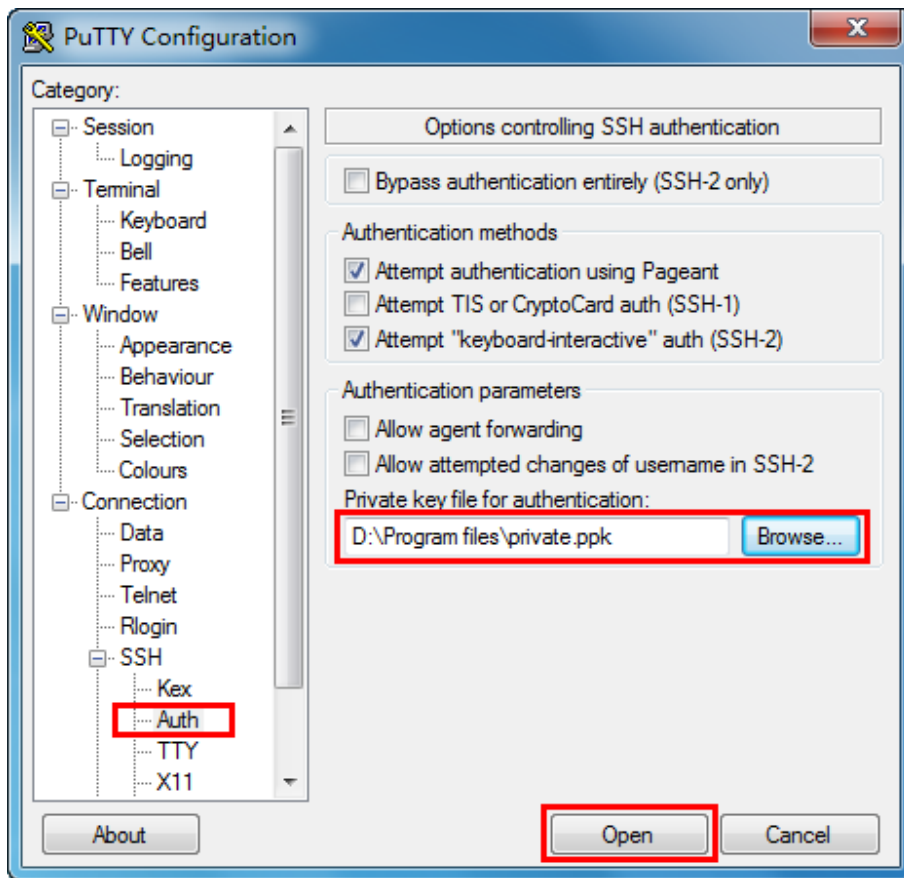 PuTTY Configuration
Category:
Session
Logging
Terminal
Keyboard
Bell
Features
Window
Appearance
Behaviour
Translation
Selection
Colours
Connection
Data
Proxy
Telnet
Rlogin
SSH
Kex
Auth
TTY
X11
Options controlling SSH authentication
Bypass authentication entirely (SSH-2 only)
Authentication methods
Attempt authentication using Pageant
Attempt TIS or CryptoCard auth (SSH-1)
Attempt "keyboard-interactive" auth (SSH-2)
Authentication parameters
Allow agent forwarding
Allow attempted changes of username in SSH-2
Private key file for authentication:
D:\Program files\private.ppk Browse...
About Open Cancel